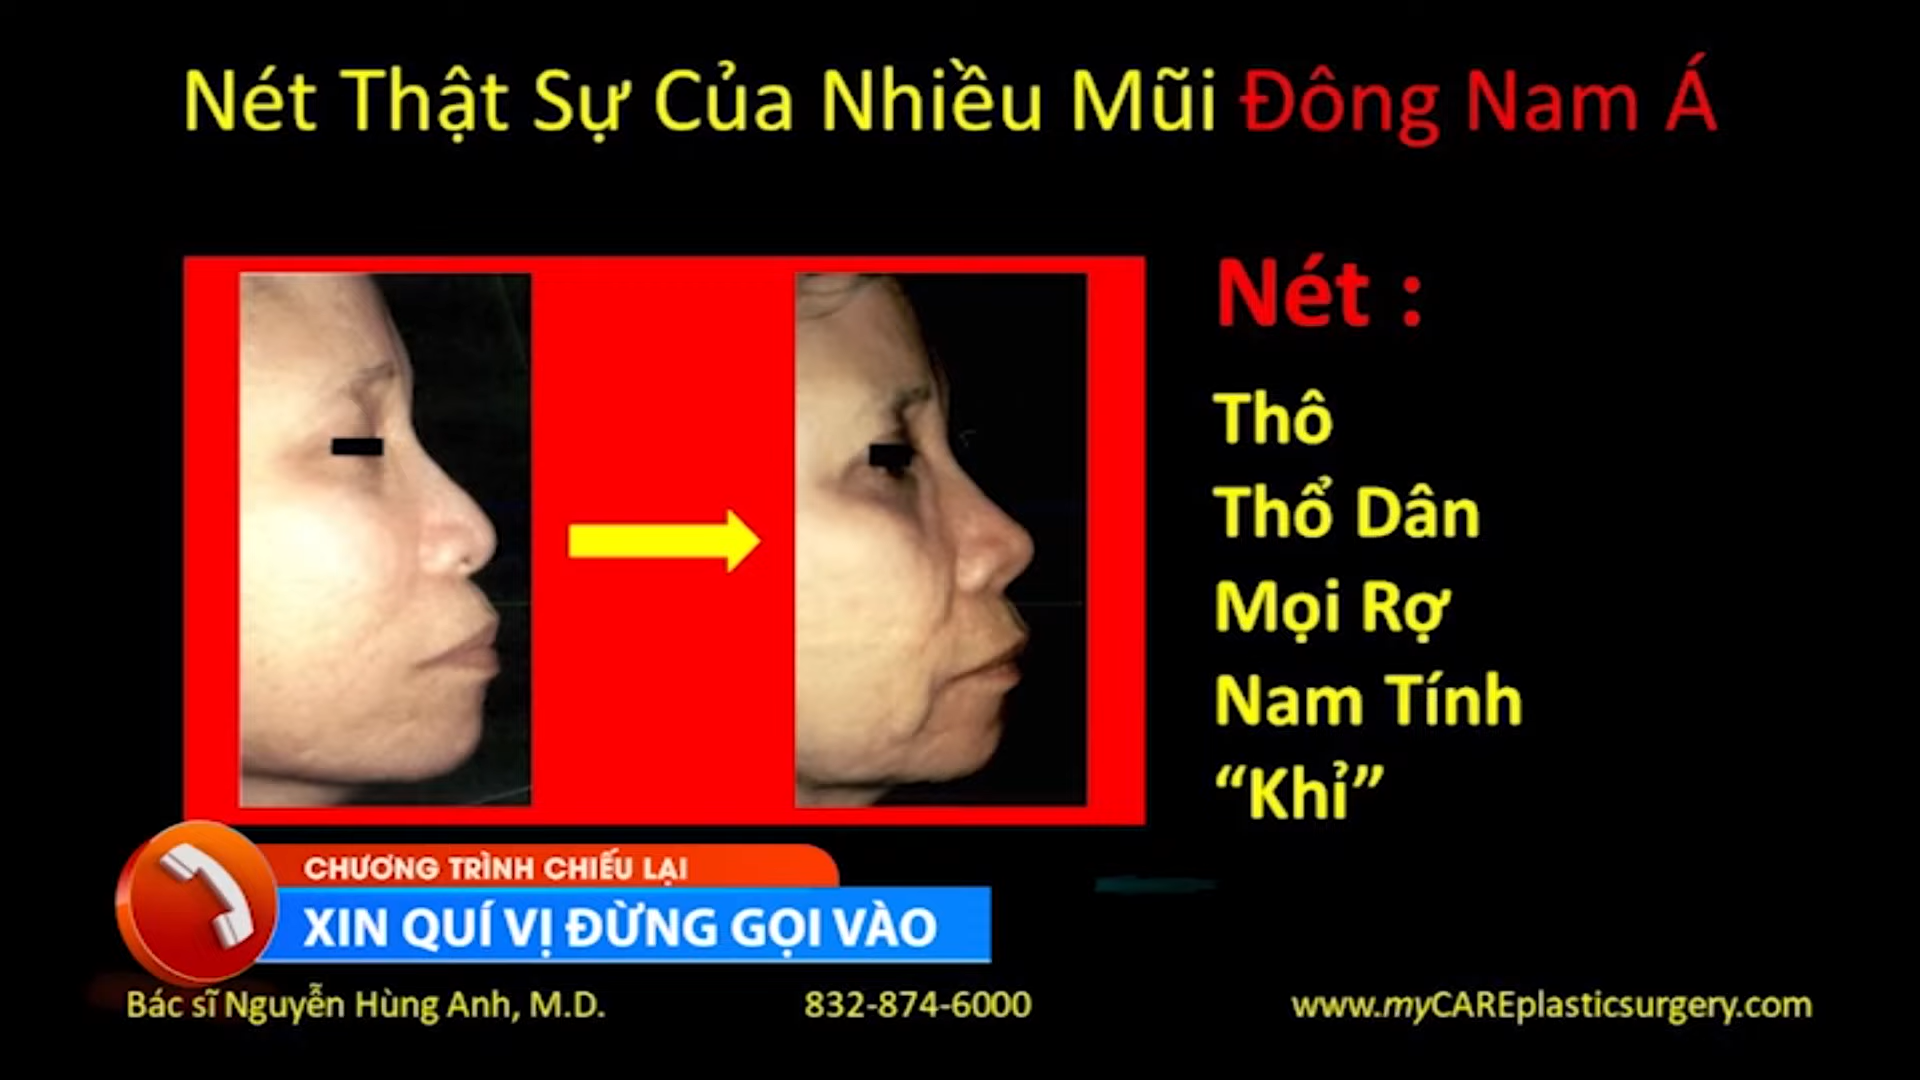 Nét Thật Sự Của Nhiều Mũi Đông Nam Á
Nét :
Thô
Thổ Dân
Mọi Rợ
Nam Tính
“Khỉ”
CHƯƠNG TRÌNH CHIẾU LẠI
XIN QUÍ VỊ ĐỪNG GỌI VÀO
Bác sĩ Nguyễn Hùng Anh, M.D. 832-874-6000 www.myCAREplasticsurgery.com